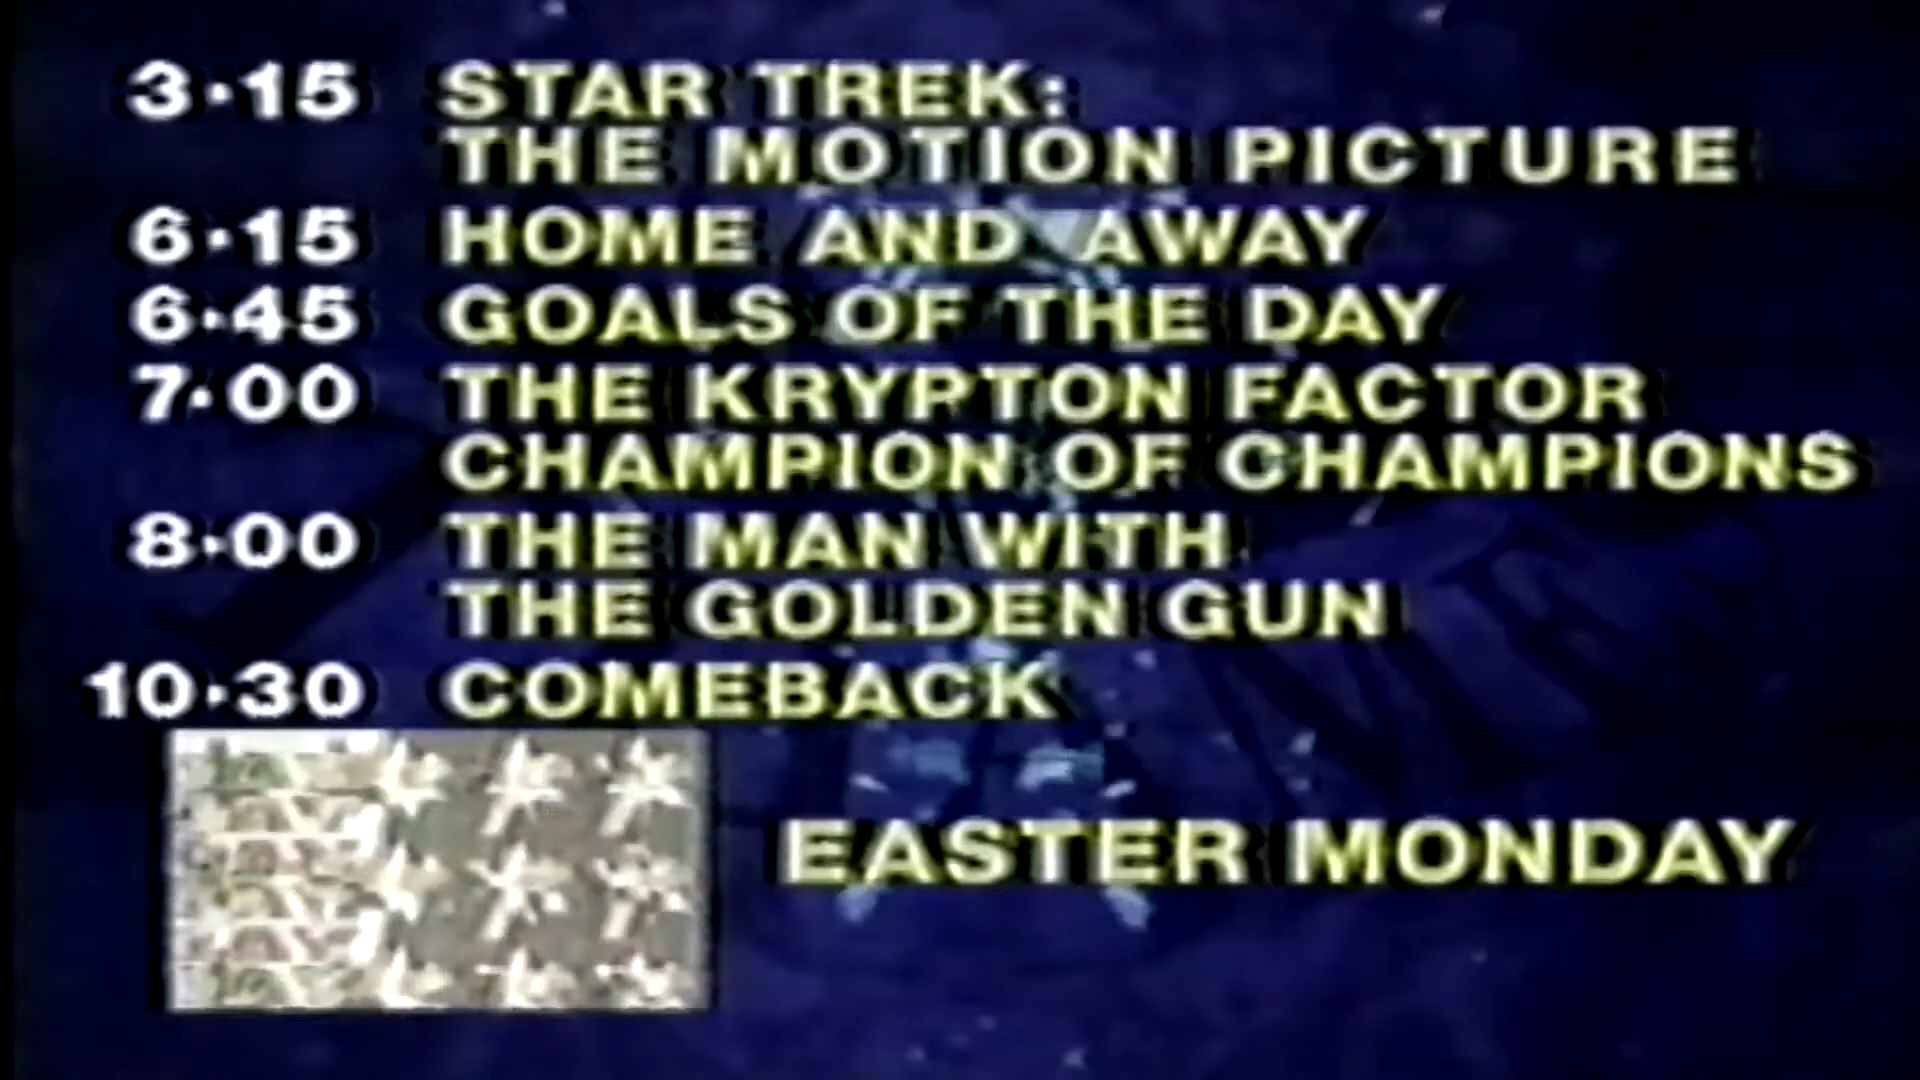 3·15 STAR TREK:
THE MOTION PICTURE
6·15 HOME AND AWAY
6·45 GOALS OF THE DAY
7·00 THE KRYPTON FACTOR
CHAMPION OF CHAMPIONS
8·00 THE MAN WITH
THE GOLDEN GUN
10·30 COMEBACK
EASTER MONDAY